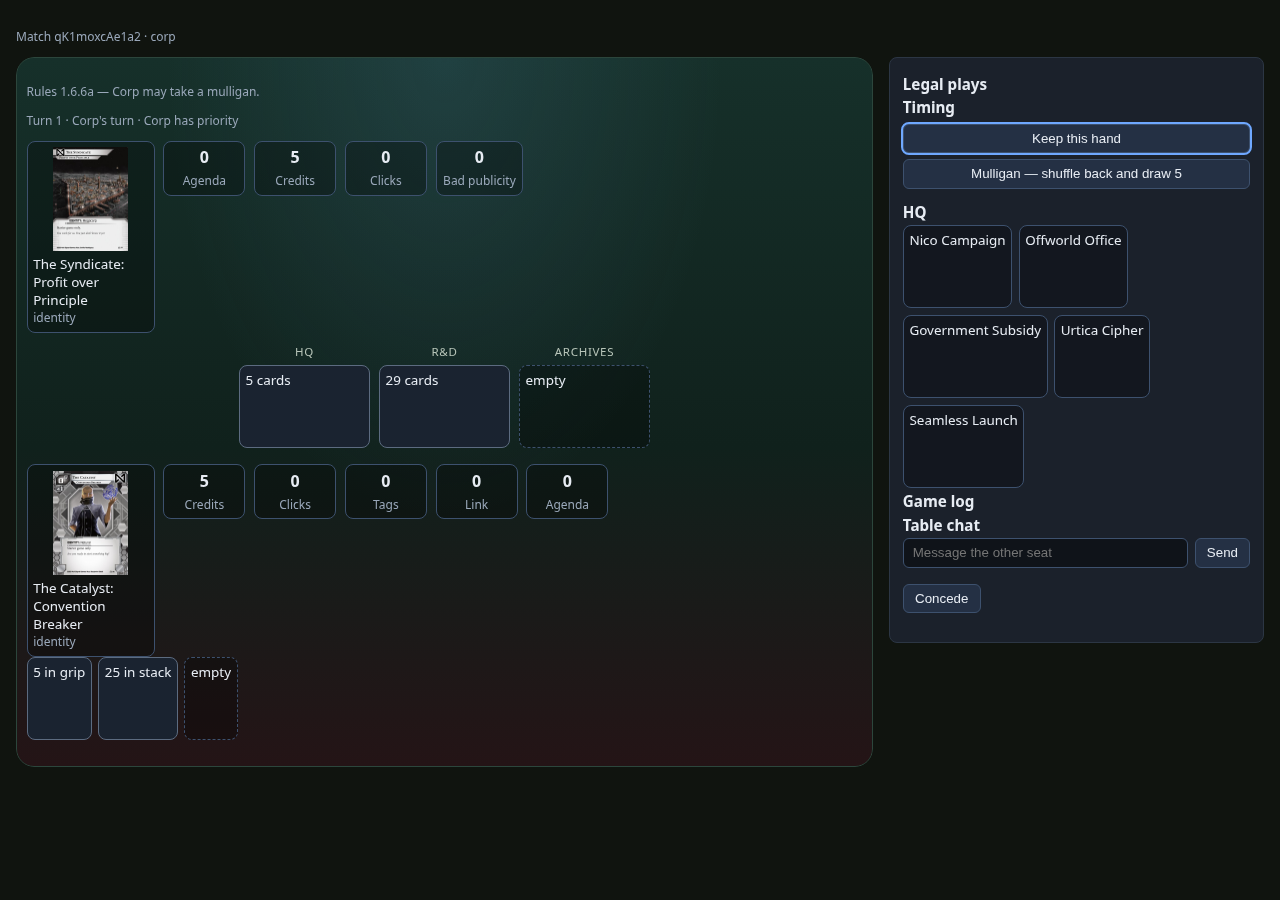 Match qK1moxcAe1a2 · corp
Rules 1.6.6a — Corp may take a mulligan.
Turn 1 · Corp's turn · Corp has priority
The Syndicate:
Profit over
Principle
identity
0
Agenda
5
Credits
0
Clicks
0
Bad publicity
HQ
5 cards
R&D
29 cards
ARCHIVES
empty
The Catalyst:
Convention
Breaker
identity
5
Credits
0
Clicks
0
Tags
0
Link
0
Agenda
5 in grip
25 in stack
empty
Legal plays
Timing
Keep this hand
Mulligan — shuffle back and draw 5
HQ
Nico Campaign
Offworld Office
Government Subsidy
Urtica Cipher
Seamless Launch
Game log
Table chat
Message the other seat
Send
Concede